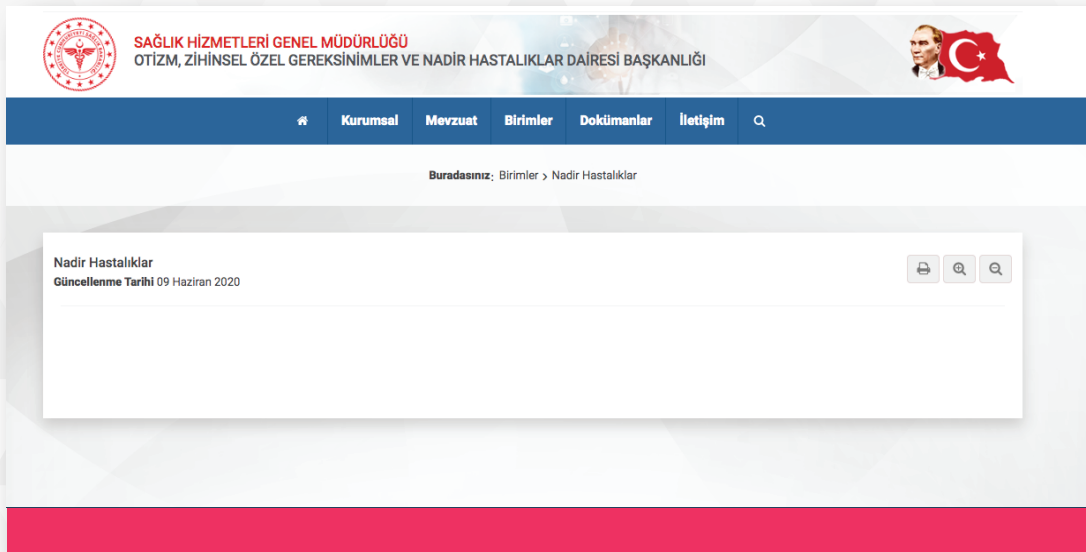 SAĞLIK HİZMETLERİ GENEL MÜDÜRLÜĞÜ
OTİZM, ZİHİNSEL ÖZEL GEREKSİNİMLER VE NADİR HASTALIKLAR DAİRESİ BAŞKANLIĞI
Kurumsal Mevzuat Birimler Dokümanlar İletişim
Buradasınız: Birimler > Nadir Hastalıklar
Nadir Hastalıklar
Güncellenme Tarihi 09 Haziran 2020